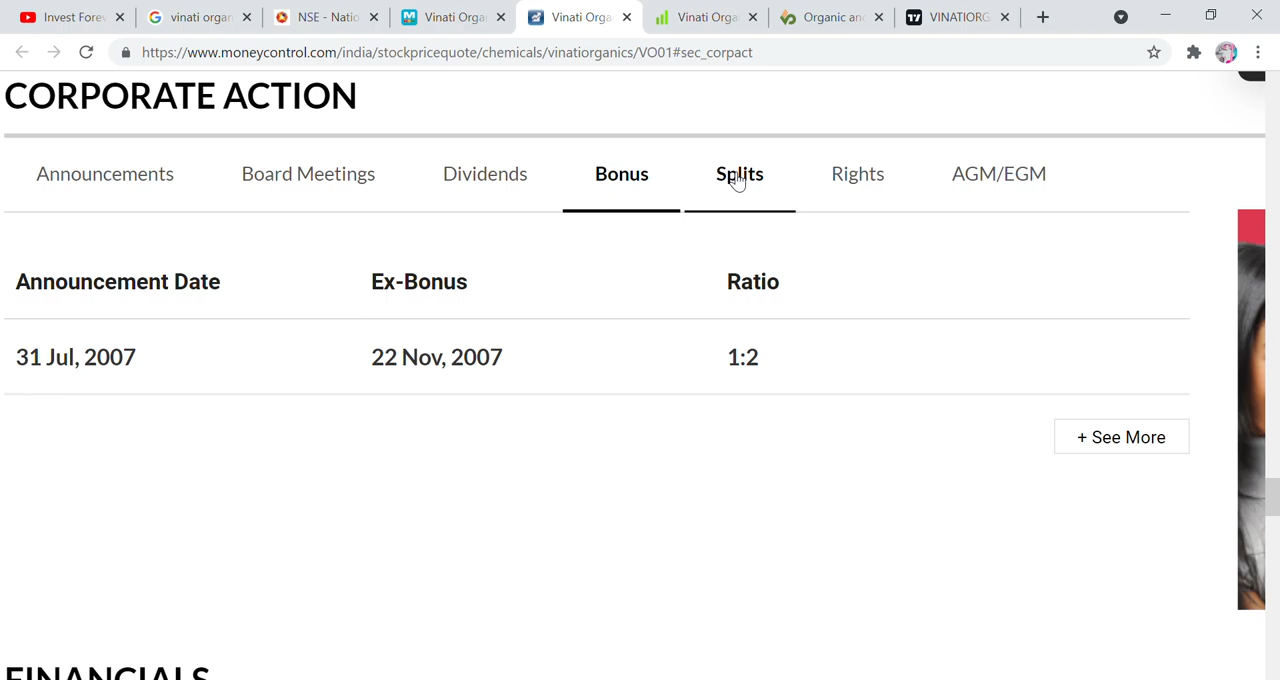 Invest Forev
vinati organ
NSE - Natio
Vinati Orga
Vinati Orga
Vinati Orga
Organic and
VINATIORG
https://www.moneycontrol.com/india/stockpricequote/chemicals/vinatiorganics/VO01#sec_corpact
CORPORATE ACTION
Announcements Board Meetings Dividends Bonus Splits Rights AGM/EGM
Announcement Date Ex-Bonus Ratio
31 Jul, 2007 22 Nov, 2007 1:2
+ See More
FINANCIALS